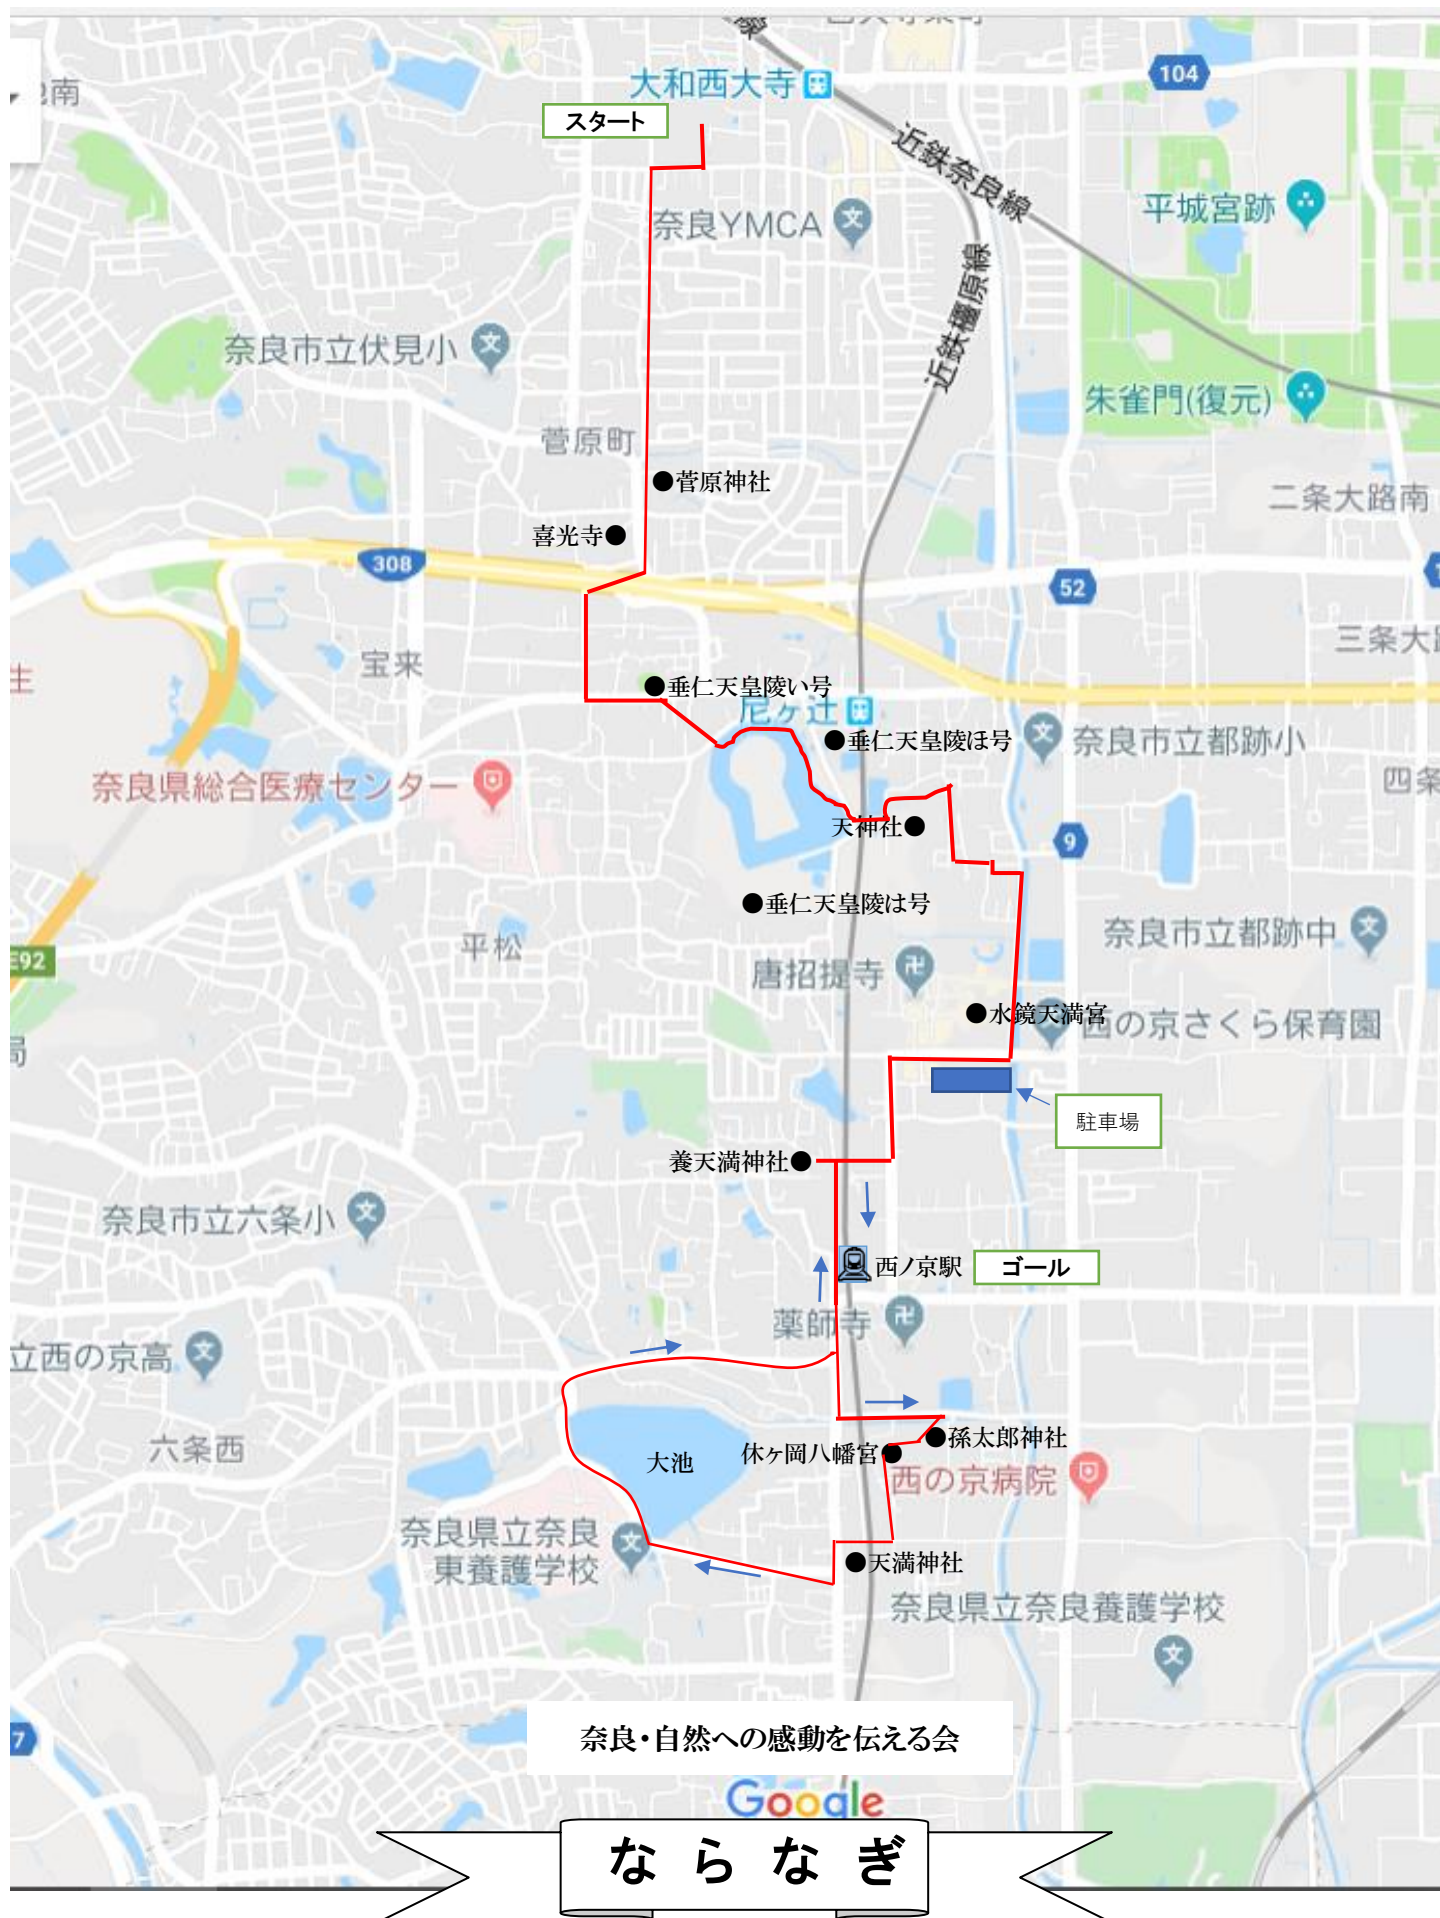 大和西大寺
104
スタート
近鉄奈良線
平城宮跡
奈良YMCA
近鉄橿原線
奈良市立伏見小
朱雀門(復元)
菅原町
●菅原神社
二条大路南
喜光寺●
308
52
三条大路
宝来
生
●垂仁天皇陵い号
尼ヶ辻
●垂仁天皇陵ほ号
奈良市立都跡小
四条
奈良県総合医療センター
天神社●
9
●垂仁天皇陵は号
奈良市立都跡中
平松
E92
唐招提寺
●水鏡天満宮
西の京さくら保育園
局
駐車場
養天満神社●
奈良市立六条小
西ノ京駅
ゴール
薬師寺
立西の京高
六条西
大池
休ヶ岡八幡宮●
●孫太郎神社
西の京病院
奈良県立奈良
東養護学校
●天満神社
奈良県立奈良養護学校
7
奈良・自然への感動を伝える会
Google
ならなぎ